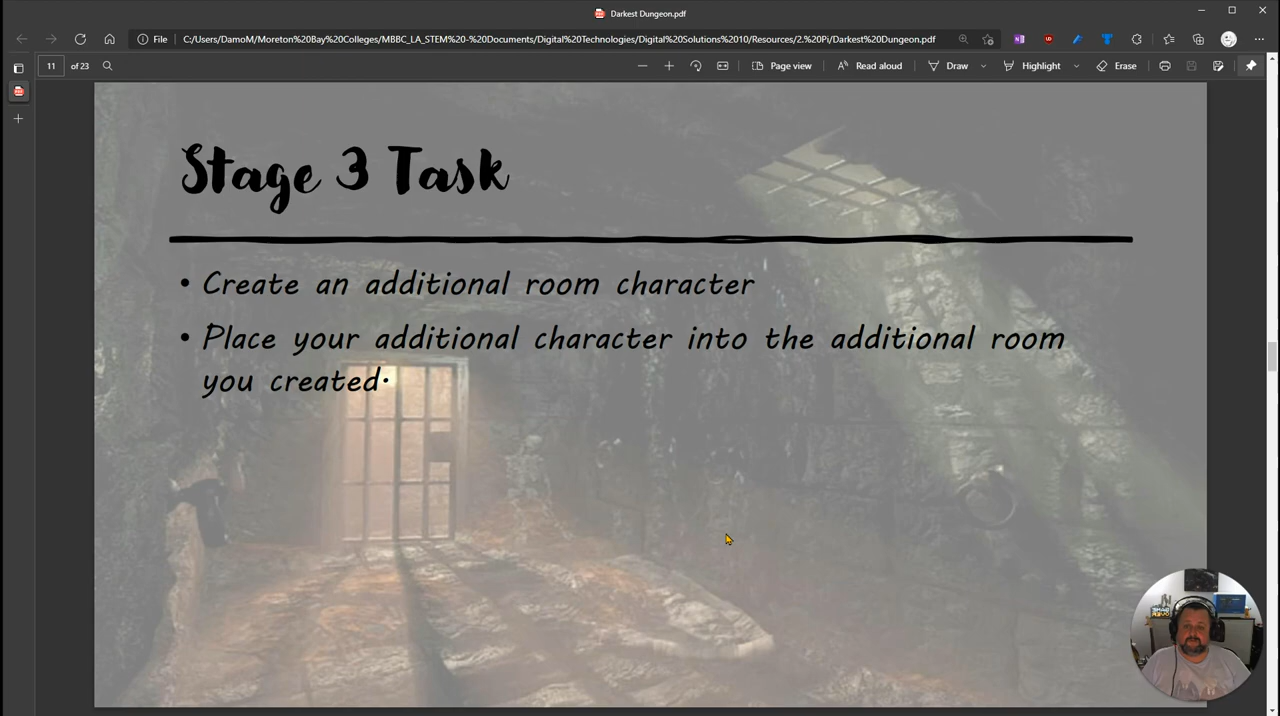 Darkest Dungeon.pdf
File C:/Users/DamoM/Moreton%20Bay%20Colleges/MBBC_LA_STEM%20-%20Documents/Digital%20Technologies/Digital%20Solutions%2010/Resources/2.%20Pi/Darkest%20Dungeon.pdf
11 of 23 Page view Read aloud Draw Highlight Erase
Stage 3 Task
• Create an additional room character
• Place your additional character into the additional room
you created.